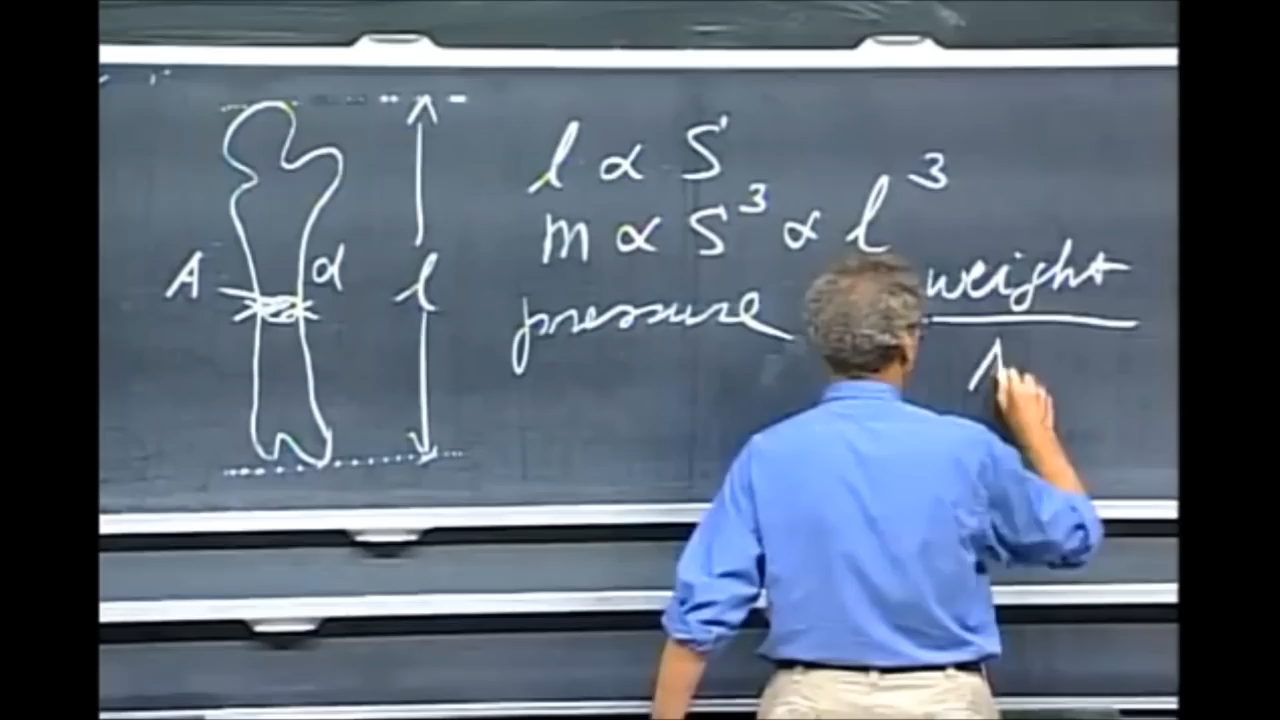 l ∝ S
m ∝ S³ ∝ l³
A d l
pressure weight
A